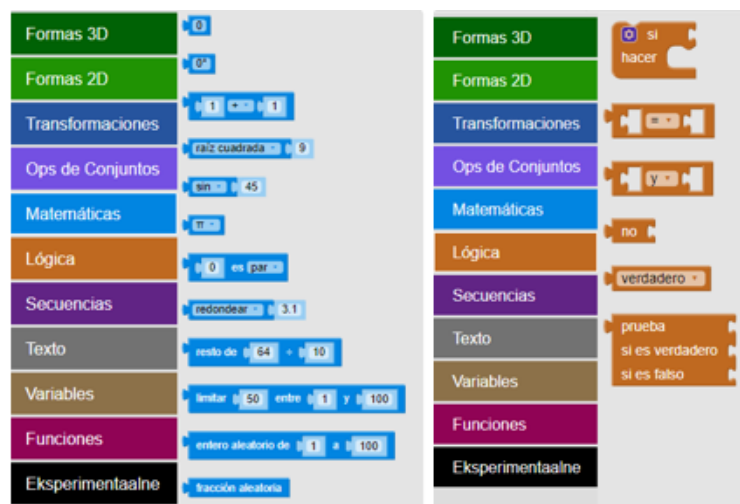 Formas 3D
Formas 2D
Transformaciones
Ops de Conjuntos
Matemáticas
Lógica
Secuencias
Texto
Variables
Funciones
Eksperimentaalne
0
0°
1 + 1
raíz cuadrada 9
sin 45
π
0 es par
redondear 3.1
resto de 64 ÷ 10
limitar 50 entre 1 y 100
entero aleatorio de 1 a 100
fracción aleatoria
Formas 3D
Formas 2D
Transformaciones
Ops de Conjuntos
Matemáticas
Lógica
Secuencias
Texto
Variables
Funciones
Eksperimentaalne
si
hacer
=
y
no
verdadero
prueba
si es verdadero
si es falso